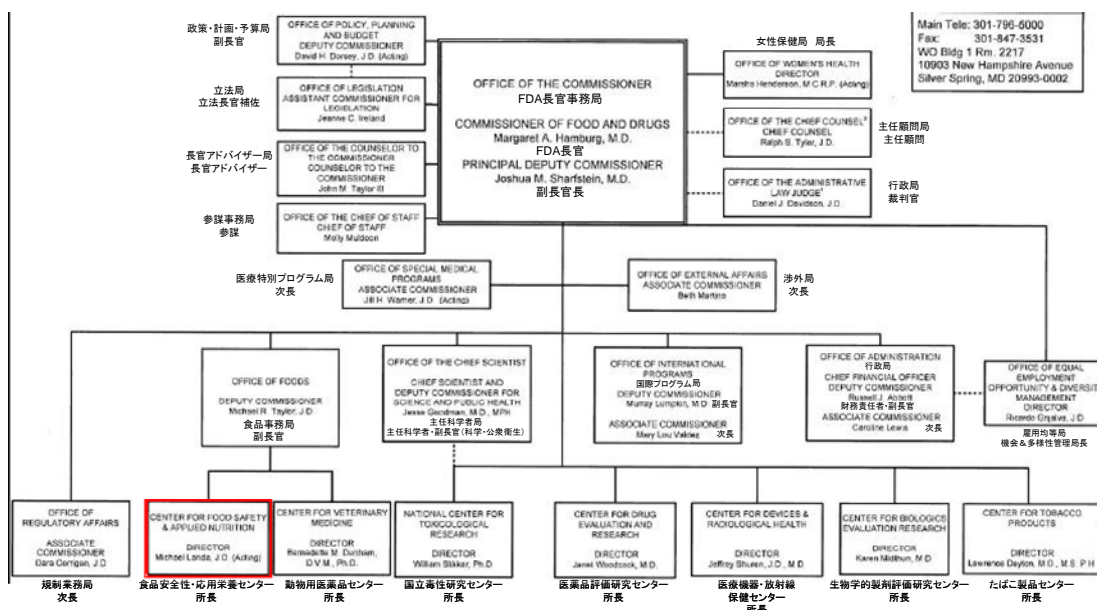 政策・計画・予算局
副長官
OFFICE OF POLICY, PLANNING
AND BUDGET
DEPUTY COMMISSIONER
David H. Dorsey, J.D. (Acting)
立法局
立法長官補佐
OFFICE OF LEGISLATION
ASSISTANT COMMISSIONER FOR
LEGISLATION
Jeanne C. Ireland
長官アドバイザー局
長官アドバイザー
OFFICE OF THE COUNSELOR TO
THE COMMISSIONER
COUNSELOR TO THE
COMMISSIONER
John M. Taylor III
参謀事務局
参謀
OFFICE OF THE CHIEF OF STAFF
CHIEF OF STAFF
Molly Muldoon
OFFICE OF THE COMMISSIONER
FDA長官事務局
COMMISSIONER OF FOOD AND DRUGS
Margaret A. Hamburg, M.D.
FDA長官
PRINCIPAL DEPUTY COMMISSIONER
Joshua M. Sharfstein, M.D.
副長官長
女性保健局 局長
OFFICE OF WOMEN'S HEALTH
DIRECTOR
Marsha Henderson, M.C.R.P. (Acting)
OFFICE OF THE CHIEF COUNSEL
CHIEF COUNSEL
Ralph S. Tyler, J.D.
主任顧問局
主任顧問
OFFICE OF THE ADMINISTRATIVE
LAW JUDGE
Daniel J. Davidson, J.D.
行政局
裁判官
Main Tele: 301-796-5000
Fax: 301-847-3531
WO Bldg 1 Rm. 2217
10903 New Hampshire Avenue
Silver Spring, MD 20993-0002
医療特別プログラム局
次長
OFFICE OF SPECIAL MEDICAL
PROGRAMS
ASSOCIATE COMMISSIONER
Jill H. Warner, J.D. (Acting)
OFFICE OF EXTERNAL AFFAIRS
ASSOCIATE COMMISSIONER
Beth Martino
渉外局
次長
OFFICE OF FOODS
DEPUTY COMMISSIONER
Michael R. Taylor, J.D.
食品事務局
副長官
OFFICE OF THE CHIEF SCIENTIST
CHIEF SCIENTIST AND
DEPUTY COMMISSIONER FOR
SCIENCE AND PUBLIC HEALTH
Jesse Goodman, M.D., MPH
主任科学者局
主任科学者・副長官(科学・公衆衛生)
OFFICE OF INTERNATIONAL
PROGRAMS
国際プログラム局
DEPUTY COMMISSIONER
Murray Lumpkin, M.D. 副長官
ASSOCIATE COMMISSIONER
Mary Lou Valdez 次長
OFFICE OF ADMINISTRATION
行政局
CHIEF FINANCIAL OFFICER
DEPUTY COMMISSIONER
Russell J. Abbott
財務責任者・副長官
ASSOCIATE COMMISSIONER
Caroline Lewis 次長
OFFICE OF EQUAL
EMPLOYMENT
OPPORTUNITY & DIVERSITY
MANAGEMENT
DIRECTOR
雇用均等局
機会&多様性管理局長
OFFICE OF
REGULATORY AFFAIRS
ASSOCIATE
COMMISSIONER
Dara Corrigan, J.D.
規制業務局
次長
CENTER FOR FOOD SAFETY
& APPLIED NUTRITION
DIRECTOR
Michael Landa, J.D. (Acting)
食品安全性・応用栄養センター
所長
CENTER FOR VETERINARY
MEDICINE
DIRECTOR
Bernadette M. Dunham,
D.V.M., Ph.D.
動物用医薬品センター
所長
NATIONAL CENTER FOR
TOXICOLOGICAL
RESEARCH
DIRECTOR
William Slikker, Ph.D.
国立毒性研究センター
所長
CENTER FOR DRUG
EVALUATION AND
RESEARCH
DIRECTOR
Janet Woodcock, M.D.
医薬品評価研究センター
所長
CENTER FOR DEVICES &
RADIOLOGICAL HEALTH
DIRECTOR
Jeffrey Shuren, J.D., M.D.
医療機器・放射線
保健センター
所長
CENTER FOR BIOLOGICS
EVALUATION RESEARCH
DIRECTOR
Karen Midthun, M.D.
生物学的製剤評価研究センター
所長
CENTER FOR TOBACCO
PRODUCTS
DIRECTOR
Lawrence Deyton, M.D., M.S.P.H.
たばこ製品センター
所長